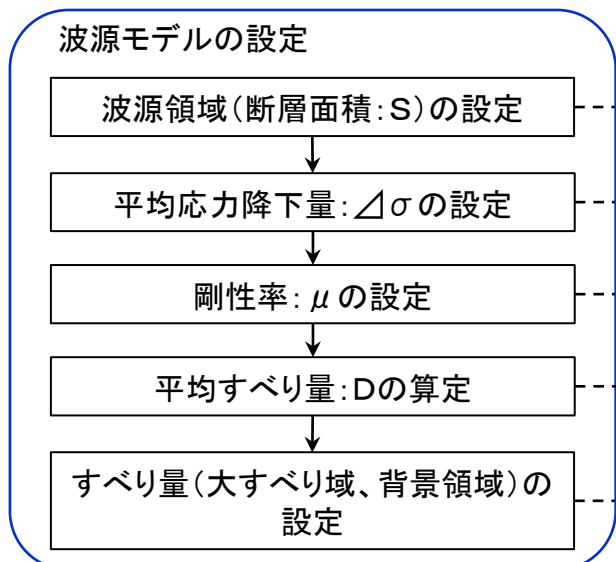 波源モデルの設定
波源領域（断層面積：S）の設定
平均応力降下量：⊿σの設定
剛性率：μの設定
平均すべり量：Dの算定
すべり量（大すべり域、背景領域）の
設定